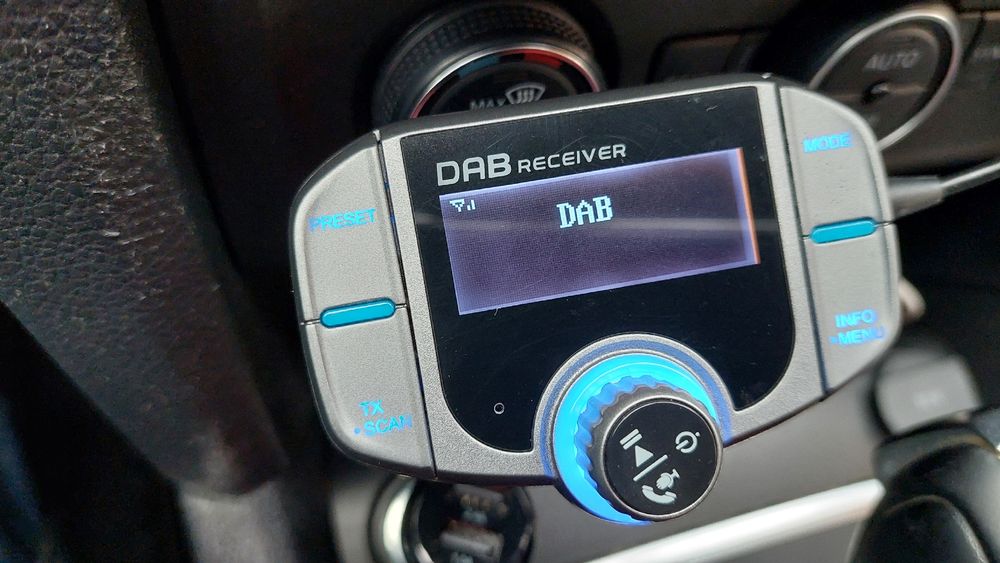 MAX
AUTO
DAB RECEIVER
MODE
PRESET
DAB
INFO
•MENU
TX
•SCAN